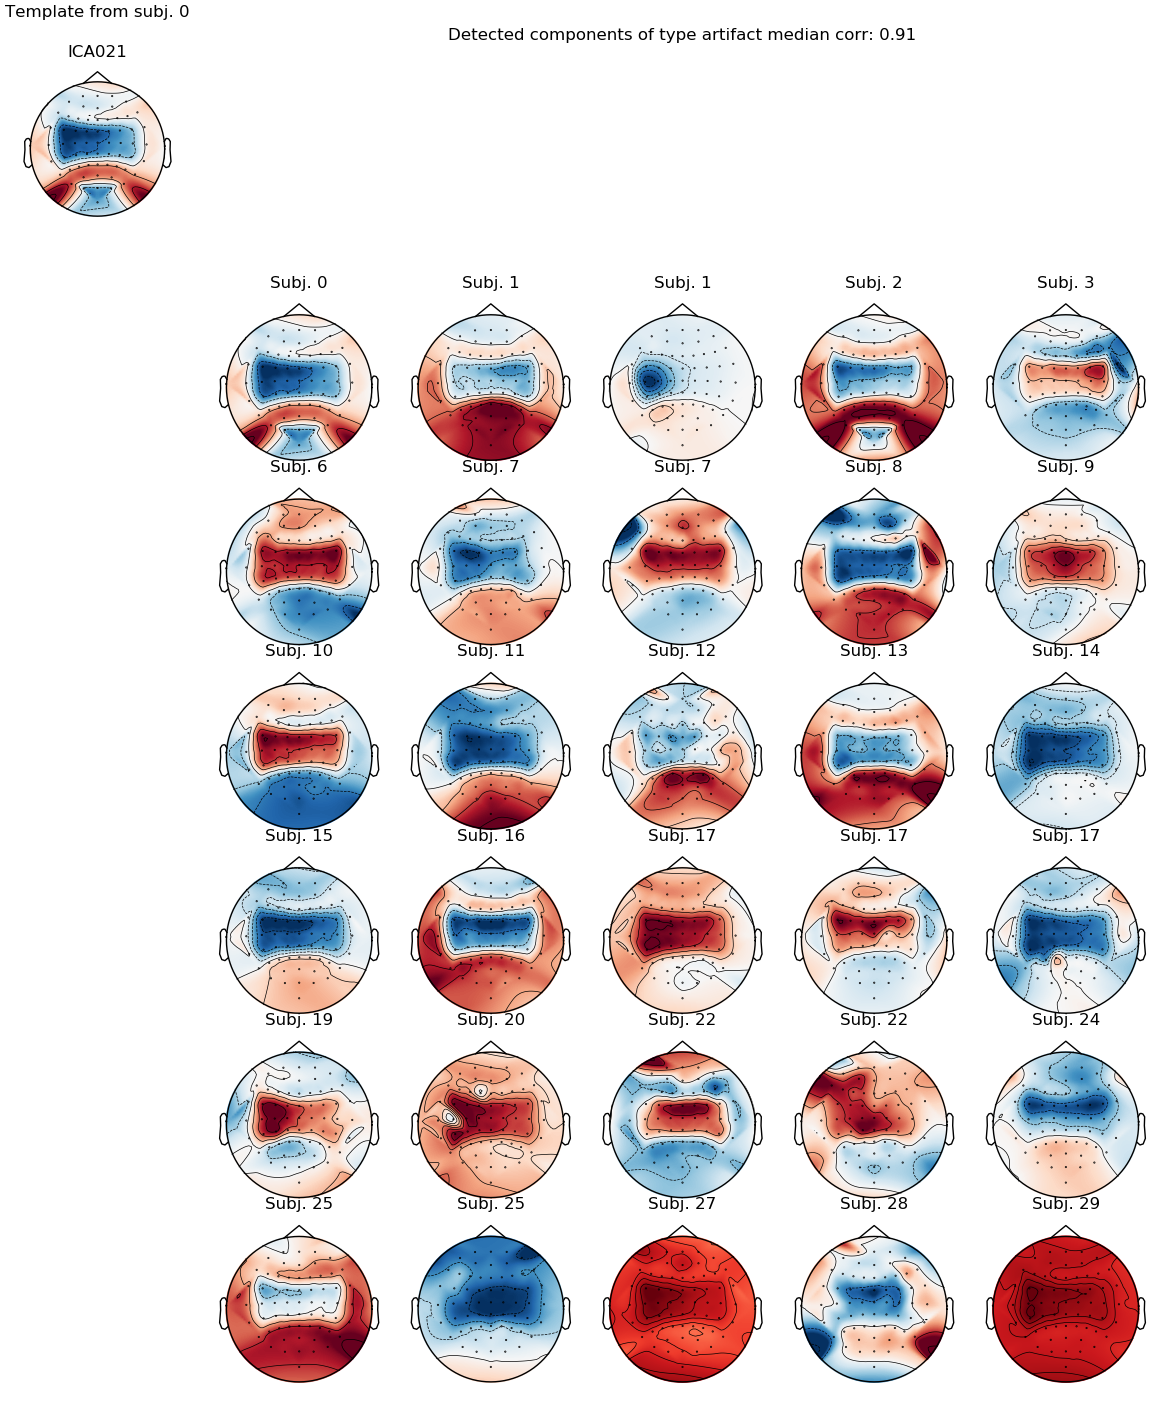 Template from subj. 0
Detected components of type artifact median corr: 0.91
ICA021
Subj. 0 Subj. 1 Subj. 1 Subj. 2 Subj. 3
Subj. 6 Subj. 7 Subj. 7 Subj. 8 Subj. 9
Subj. 10 Subj. 11 Subj. 12 Subj. 13 Subj. 14
Subj. 15 Subj. 16 Subj. 17 Subj. 17 Subj. 17
Subj. 19 Subj. 20 Subj. 22 Subj. 22 Subj. 24
Subj. 25 Subj. 25 Subj. 27 Subj. 28 Subj. 29